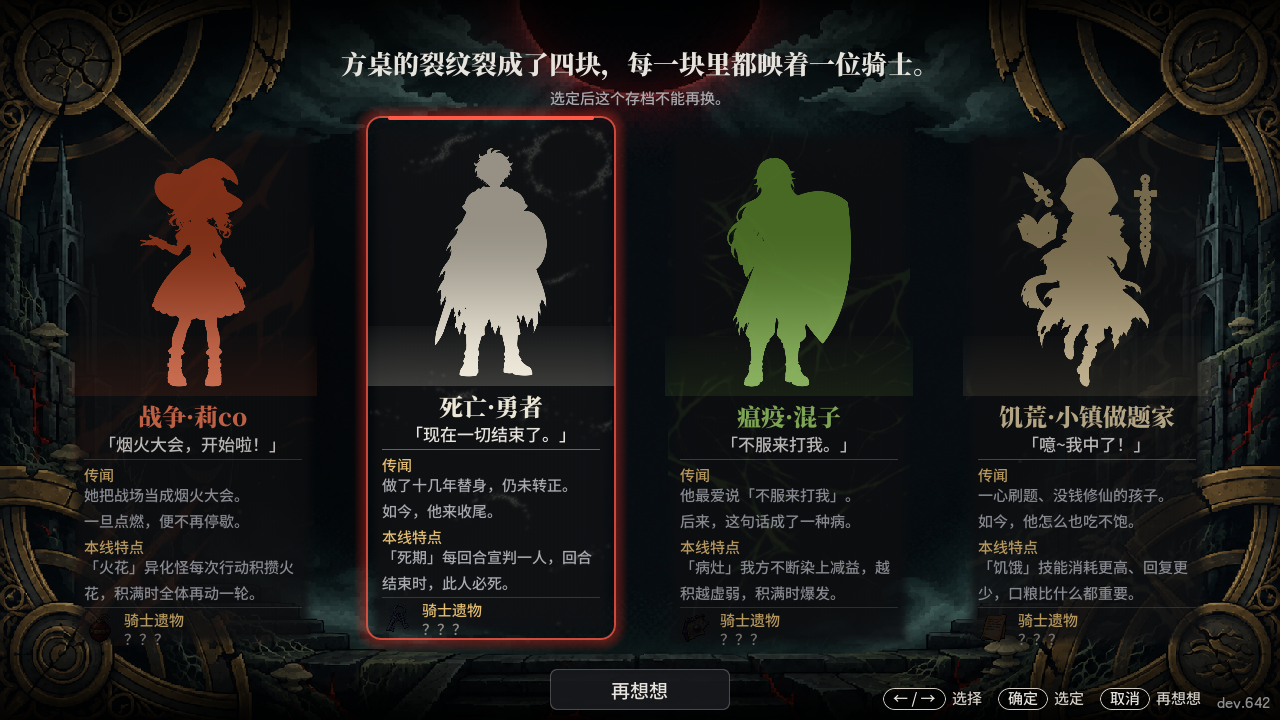 方桌的裂纹裂成了四块，每一块里都映着一位骑士。
选定后这个存档不能再换。
战争·莉co
「烟火大会，开始啦！」
传闻
她把战场当成烟火大会。
一旦点燃，便不再停歇。
本线特点
「火花」异化怪每次行动积攒火
花，积满时全体再动一轮。
骑士遗物
？？？
死亡·勇者
「现在一切结束了。」
传闻
做了十几年替身，仍未转正。
如今，他来收尾。
本线特点
「死期」每回合宣判一人，回合
结束时，此人必死。
骑士遗物
？？？
瘟疫·混子
「不服来打我。」
传闻
他最爱说「不服来打我」。
后来，这句话成了一种病。
本线特点
「病灶」我方不断染上减益，越
积越虚弱，积满时爆发。
骑士遗物
？？？
饥荒·小镇做题家
「噫~我中了！」
传闻
一心刷题、没钱修仙的孩子。
如今，他怎么也吃不饱。
本线特点
「饥饿」技能消耗更高、回复更
少，口粮比什么都重要。
骑士遗物
？？？
再想想
←/→ 选择 确定 选定 取消 再想想
dev.642